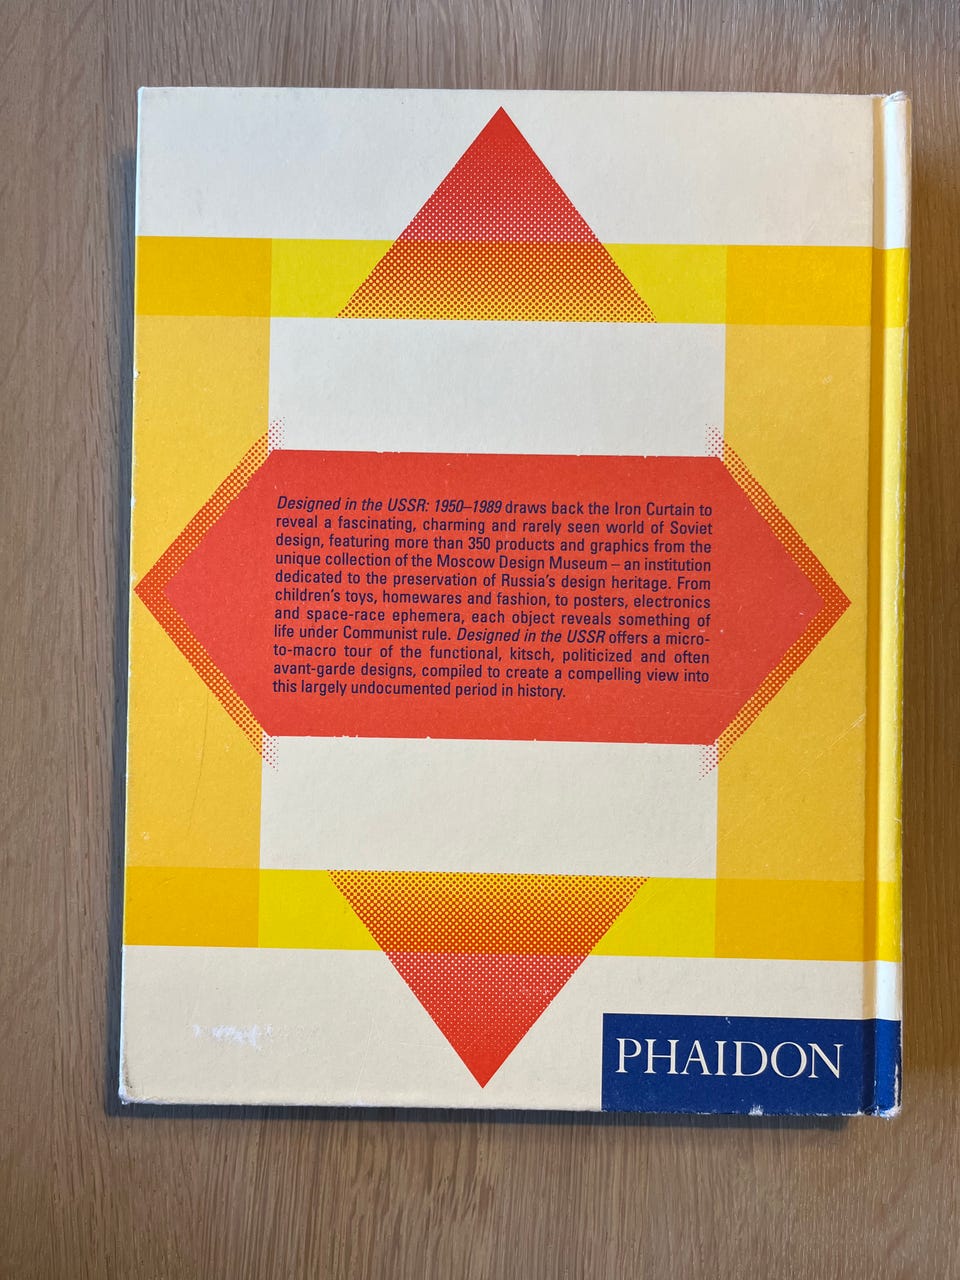 Designed in the USSR: 1950–1989 draws back the Iron Curtain to
reveal a fascinating, charming and rarely seen world of Soviet
design, featuring more than 350 products and graphics from the
unique collection of the Moscow Design Museum – an institution
dedicated to the preservation of Russia's design heritage. From
children's toys, homewares and fashion, to posters, electronics
and space-race ephemera, each object reveals something of
life under Communist rule. Designed in the USSR offers a micro-
to-macro tour of the functional, kitsch, politicized and often
avant-garde designs, compiled to create a compelling view into
this largely undocumented period in history.
PHAIDON